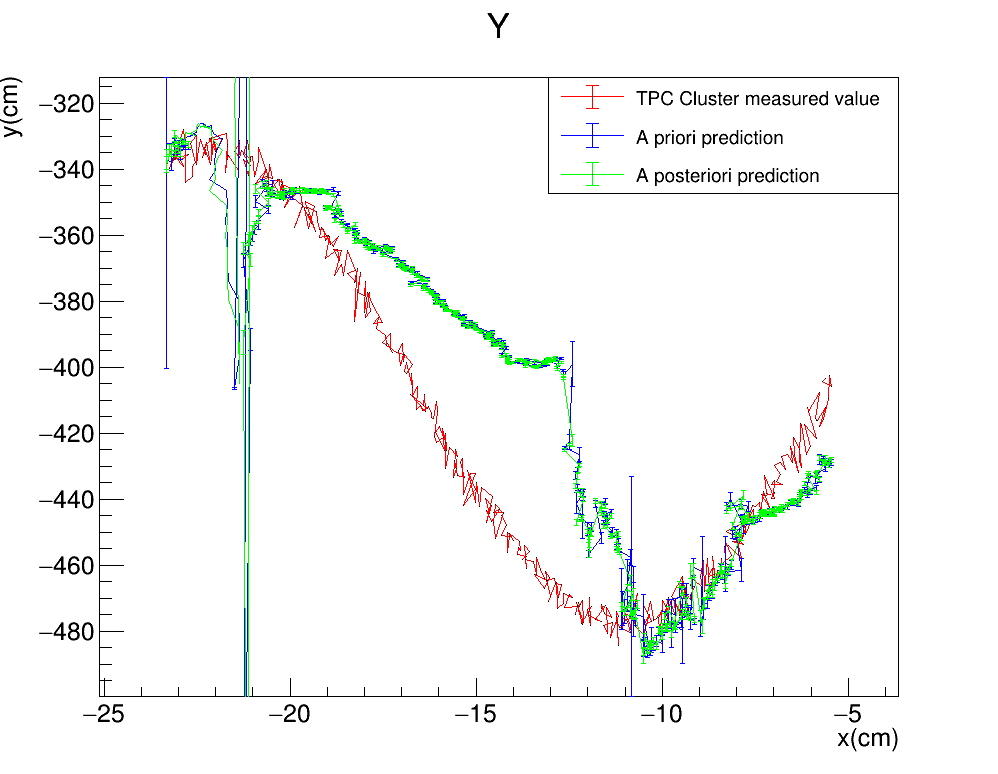 Y
y(cm)
TPC Cluster measured value
A priori prediction
A posteriori prediction
−320
−340
−360
−380
−400
−420
−440
−460
−480
−25
−20
−15
−10
−5
x(cm)